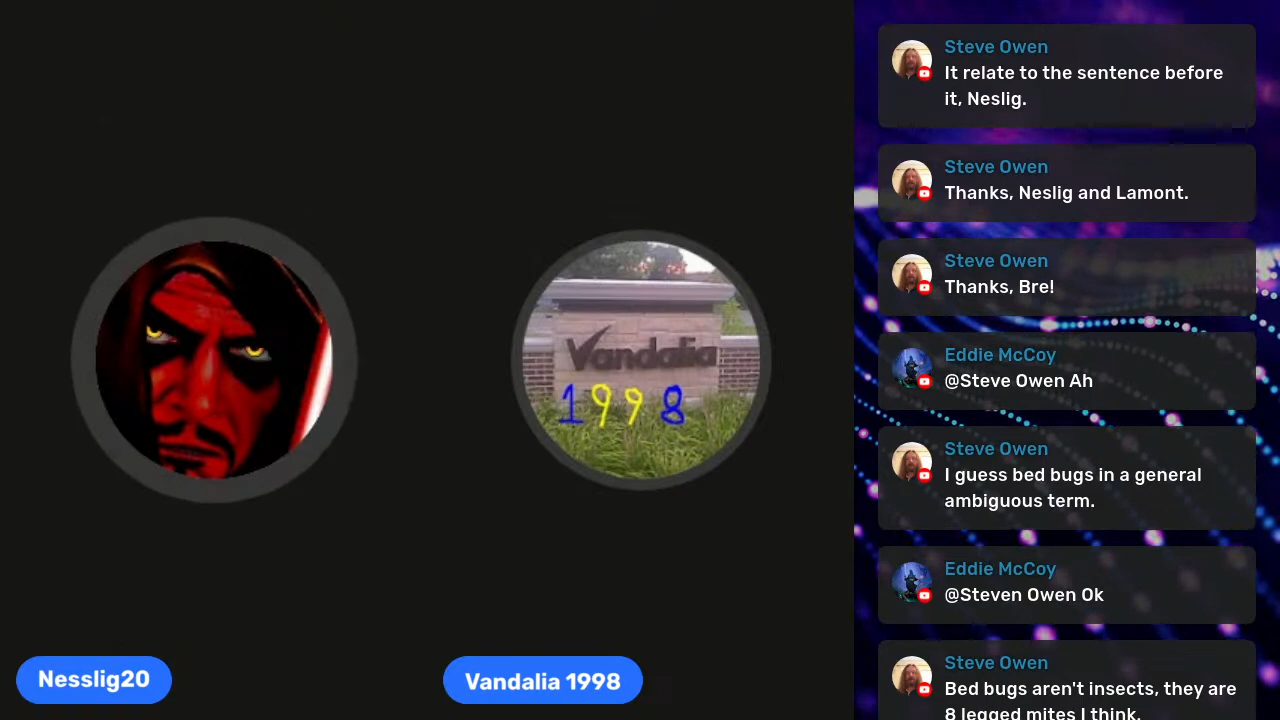 Vandalia
1998
Nesslig20
Vandalia 1998
Steve Owen
It relate to the sentence before
it, Neslig.
Steve Owen
Thanks, Neslig and Lamont.
Steve Owen
Thanks, Bre!
Eddie McCoy
@Steve Owen Ah
Steve Owen
I guess bed bugs in a general
ambiguous term.
Eddie McCoy
@Steven Owen Ok
Steve Owen
Bed bugs aren't insects, they are
8 legged mites I think.